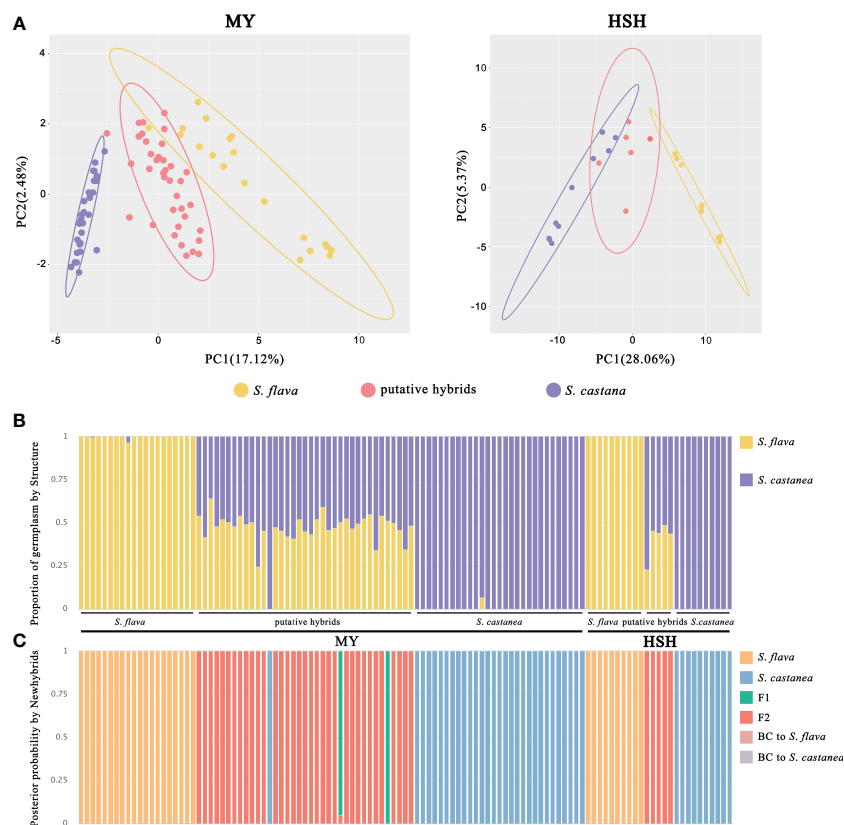 A
MY
HSH
PC2(2.48%)
4
2
0
-2
-5
0
5
10
PC1(17.12%)
PC2(5.37%)
10
5
0
-5
-10
-10
0
10
PC1(28.06%)
S. flava
putative hybrids
S. castana
B
Proportion of germplasm by Structure
1
0.75
0.5
0.25
0
S. flava
S. castanea
S. flava
putative hybrids
S. castanea
S. flava
putative hybrids
S.castanea
MY
HSH
C
Posterior probability by Newhybrids
1
0.75
0.5
0.25
0
S. flava
S. castanea
F1
F2
BC to S. flava
BC to S. castanea